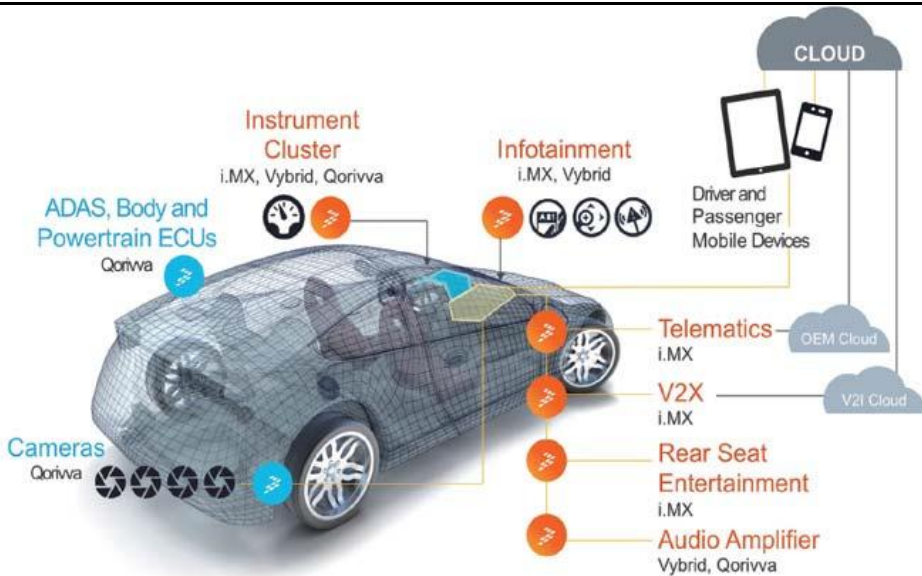 CLOUD
Instrument
Cluster
i.MX, Vybrid, Qorivva
Infotainment
i.MX, Vybrid
Driver and
Passenger
Mobile Devices
ADAS, Body and
Powertrain ECUs
Qorivva
Telematics
i.MX
OEM Cloud
V2X
i.MX
V2I Cloud
Cameras
Qorivva
Rear Seat
Entertainment
i.MX
Audio Amplifier
Vybrid, Qorivva